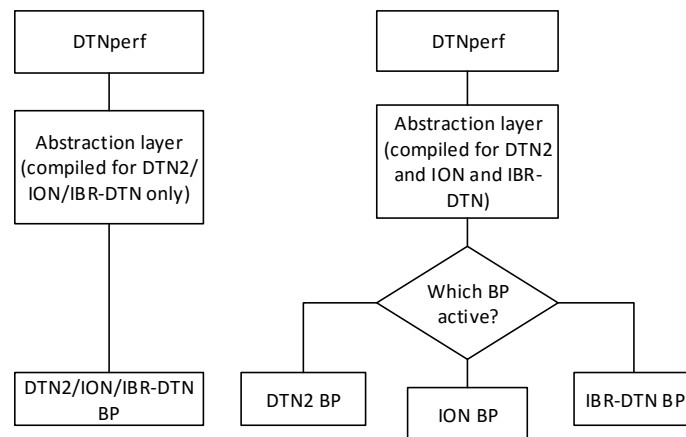 DTNperf
Abstraction layer
(compiled for DTN2/
ION/IBR-DTN only)
DTN2/ION/IBR-DTN
BP
DTNperf
Abstraction layer
(compiled for DTN2
and ION and IBR-
DTN)
Which BP
active?
DTN2 BP
ION BP
IBR-DTN BP